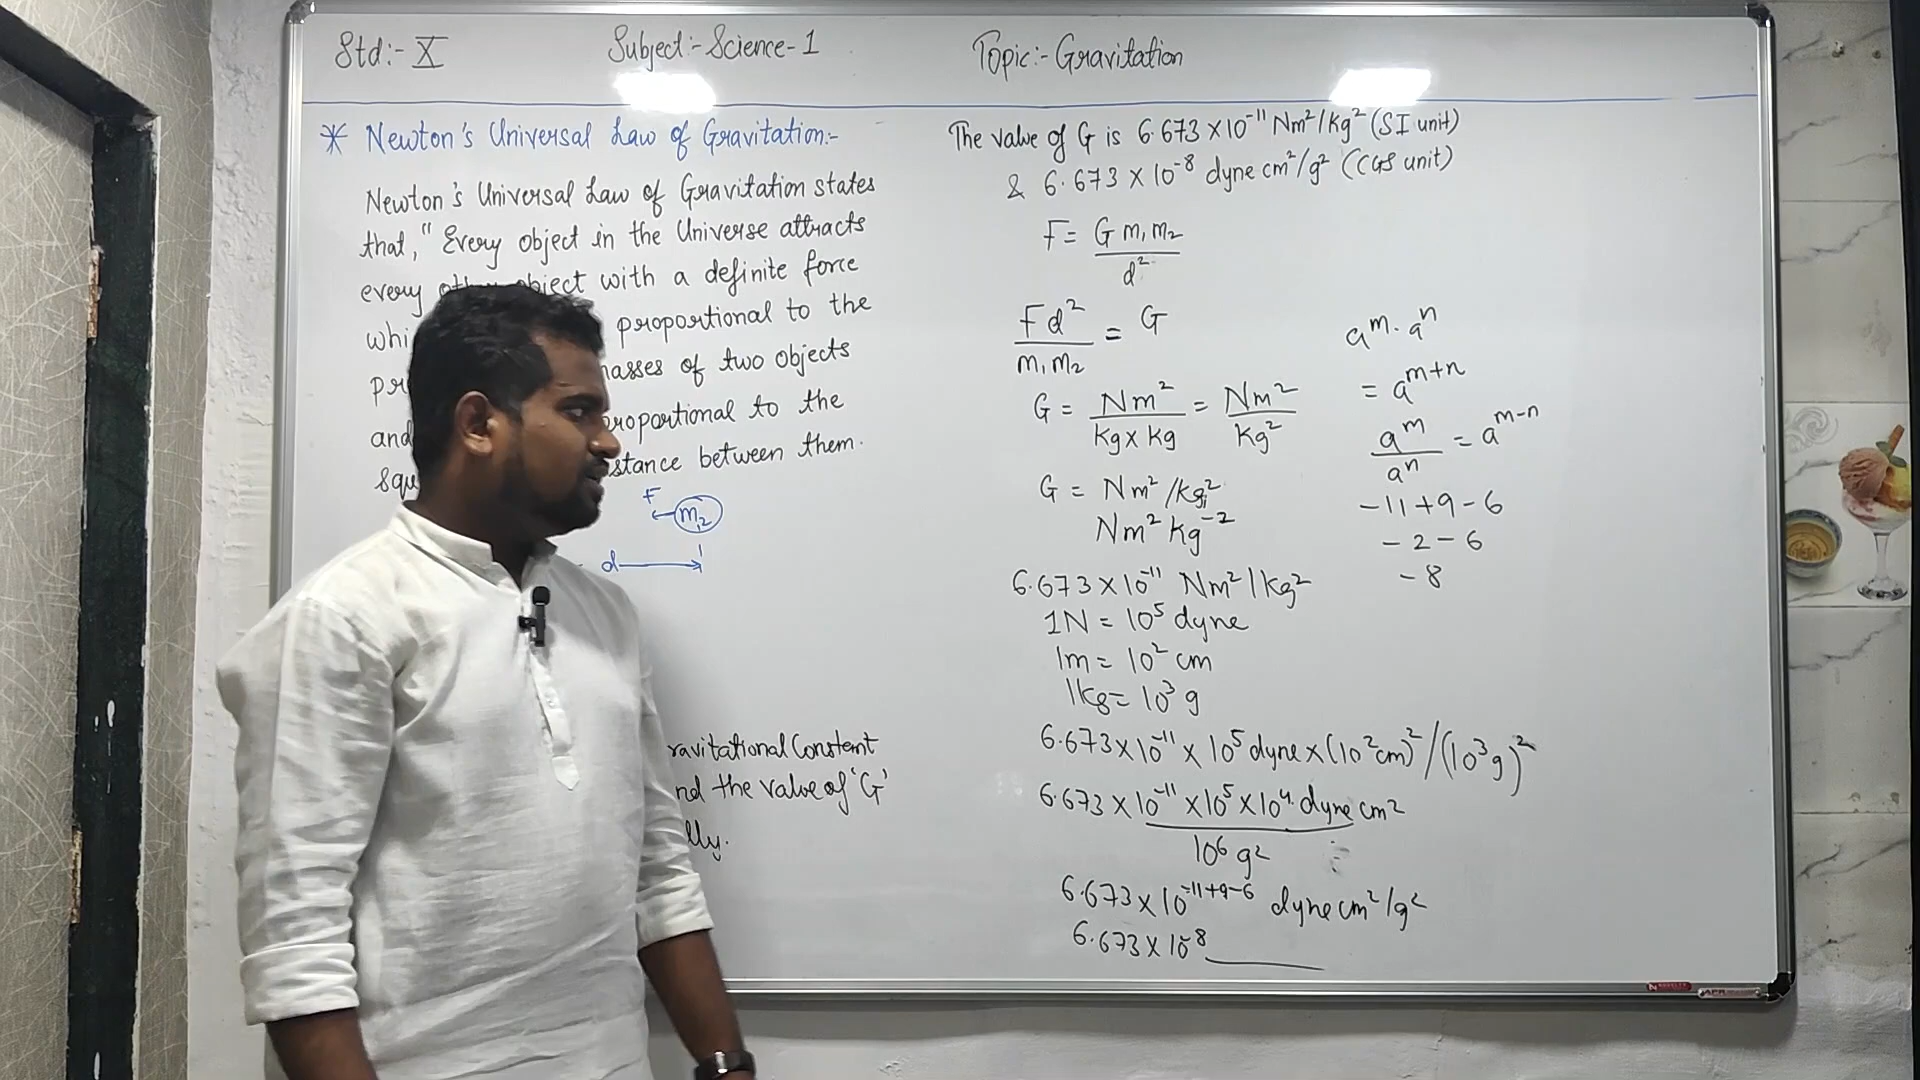 Std:- X
Subject:- Science-1
Topic:- Gravitation
* Newton's Universal Law of Gravitation:-
Newton's Universal Law of Gravitation states
that, "Every object in the Universe attracts
every object with a definite force
whi proportional to the
pr masses of two objects
and proportional to the
squ stance between them.
F
m2
d
ravitational Constent
nd the value of 'G'
lly.
The value of G is 6.673 × 10⁻¹¹ Nm²/kg² (SI unit)
& 6.673 × 10⁻⁸ dyne cm²/g² (CGS unit)
F = G m₁ m₂ / d²
Fd² / m₁ m₂ = G
G = Nm² / kg × kg = Nm² / kg²
G = Nm²/kg²
Nm² kg⁻²
6.673 × 10⁻¹¹ Nm²/kg²
1N = 10⁵ dyne
1m = 10² cm
1kg = 10³ g
6.673 × 10⁻¹¹ × 10⁵ dyne × (10² cm)² / (10³ g)²
6.673 × 10⁻¹¹ × 10⁵ × 10⁴ dyne cm²
10⁶ g²
6.673 × 10⁻¹¹⁺⁹⁻⁶ dyne cm²/g²
6.673 × 10⁻⁸
aᵐ · aⁿ
= aᵐ⁺ⁿ
aᵐ / aⁿ = aᵐ⁻ⁿ
-11+9-6
-2-6
-8